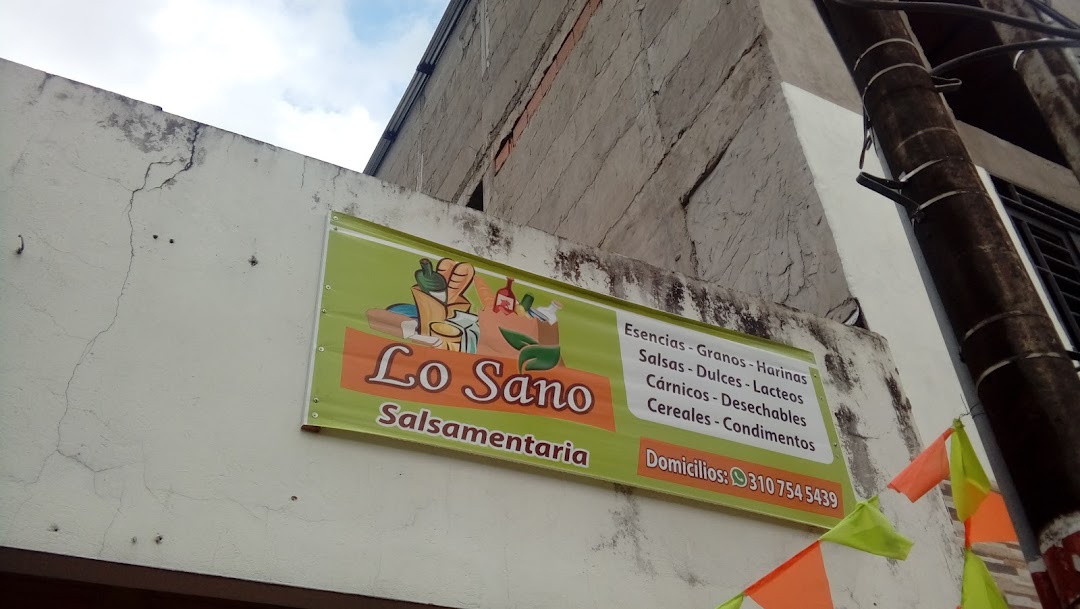 Lo Sano
Salsamentaria
Esencias - Granos - Harinas
Salsas - Dulces - Lacteos
Cárnicos - Desechables
Cereales - Condimentos
Domicilios: 310 754 5439